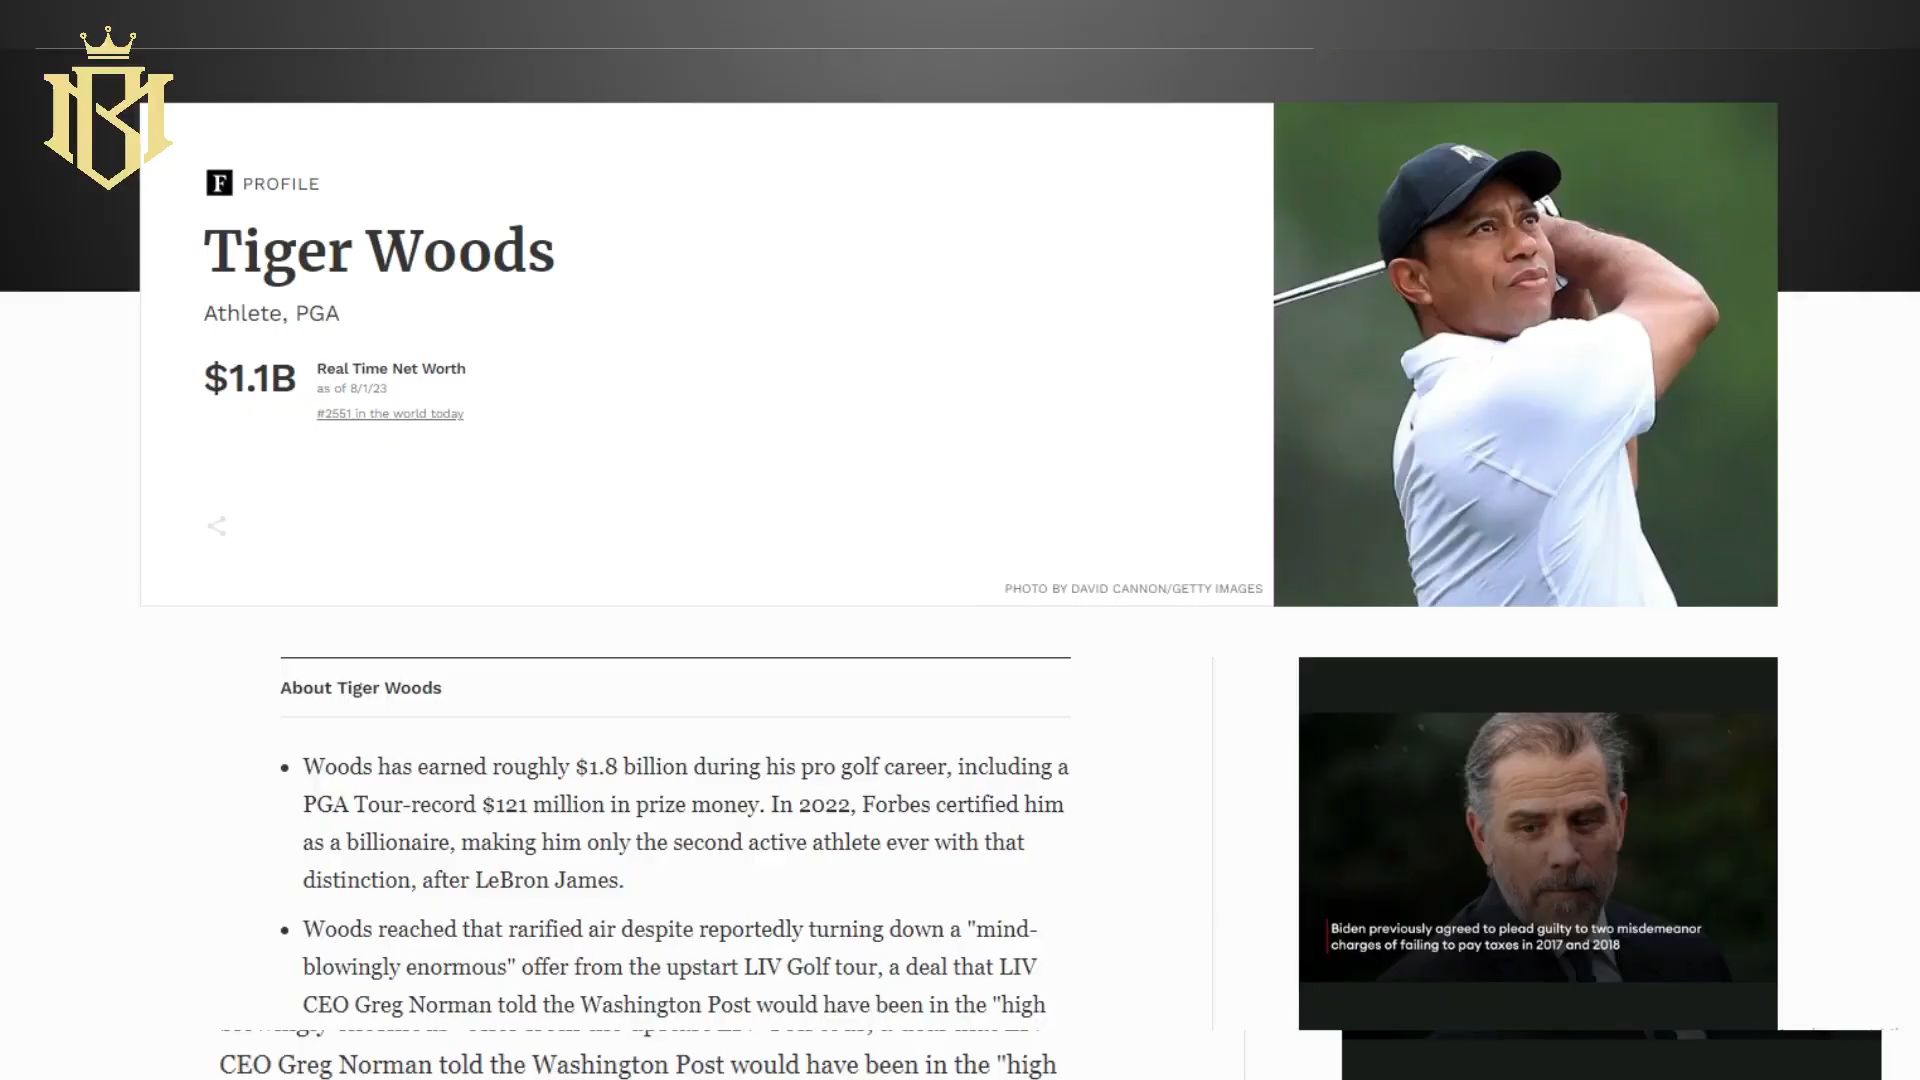 F PROFILE
Tiger Woods
Athlete, PGA
$1.1B
Real Time Net Worth
as of 8/1/23
#2551 in the world today
PHOTO BY DAVID CANNON/GETTY IMAGES
About Tiger Woods
• Woods has earned roughly $1.8 billion during his pro golf career, including a
PGA Tour-record $121 million in prize money. In 2022, Forbes certified him
as a billionaire, making him only the second active athlete ever with that
distinction, after LeBron James.
• Woods reached that rarified air despite reportedly turning down a "mind-
blowingly enormous" offer from the upstart LIV Golf tour, a deal that LIV
CEO Greg Norman told the Washington Post would have been in the "high
CEO Greg Norman told the Washington Post would have been in the "high
Biden previously agreed to plead guilty to two misdemeanor
charges of failing to pay taxes in 2017 and 2018